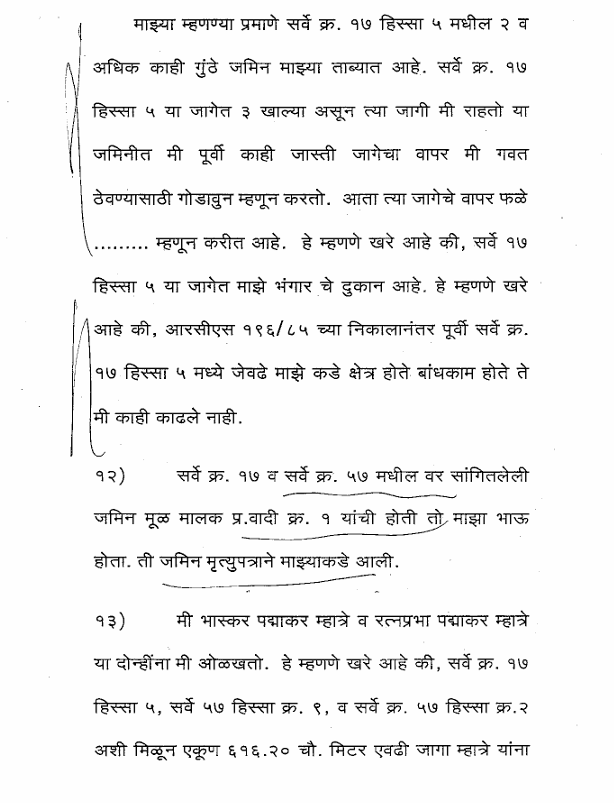 माझ्या म्हणण्या प्रमाणे सर्वे क्र. १७ हिस्सा ५ मधील २ व
अधिक काही गुंठे जमिन माझ्या ताब्यात आहे. सर्वे क्र. १७
हिस्सा ५ या जागेत ३ खाल्या असून त्या जागी मी राहतो या
जमिनीत मी पूर्वी काही जास्ती जागेचा वापर मी गवत
ठेवण्यासाठी गोडावुन म्हणून करतो. आता त्या जागेचे वापर फळे
......... म्हणून करीत आहे. हे म्हणणे खरे आहे की, सर्वे १७
हिस्सा ५ या जागेत माझे भंगार चे दुकान आहे. हे म्हणणे खरे
आहे की, आरसीएस १९६/८५ च्या निकालानंतर पूर्वी सर्वे क्र.
१७ हिस्सा ५ मध्ये जेवढे माझे कडे क्षेत्र होते बांधकाम होते ते
मी काही काढले नाही.
१२) सर्वे क्र. १७ व सर्वे क्र. ५७ मधील वर सांगितलेली
जमिन मूळ मालक प्र.वादी क्र. १ यांची होती तो माझा भाऊ
होता. ती जमिन मृत्युपत्राने माझ्याकडे आली.
१३) मी भास्कर पद्माकर म्हात्रे व रत्नप्रभा पद्माकर म्हात्रे
या दोन्हींना मी ओळखतो. हे म्हणणे खरे आहे की, सर्वे क्र. १७
हिस्सा ५, सर्वे ५७ हिस्सा क्र. ९, व सर्वे क्र. ५७ हिस्सा क्र.२
अशी मिळून एकूण ६१६.२० चौ. मिटर एवढी जागा म्हात्रे यांना